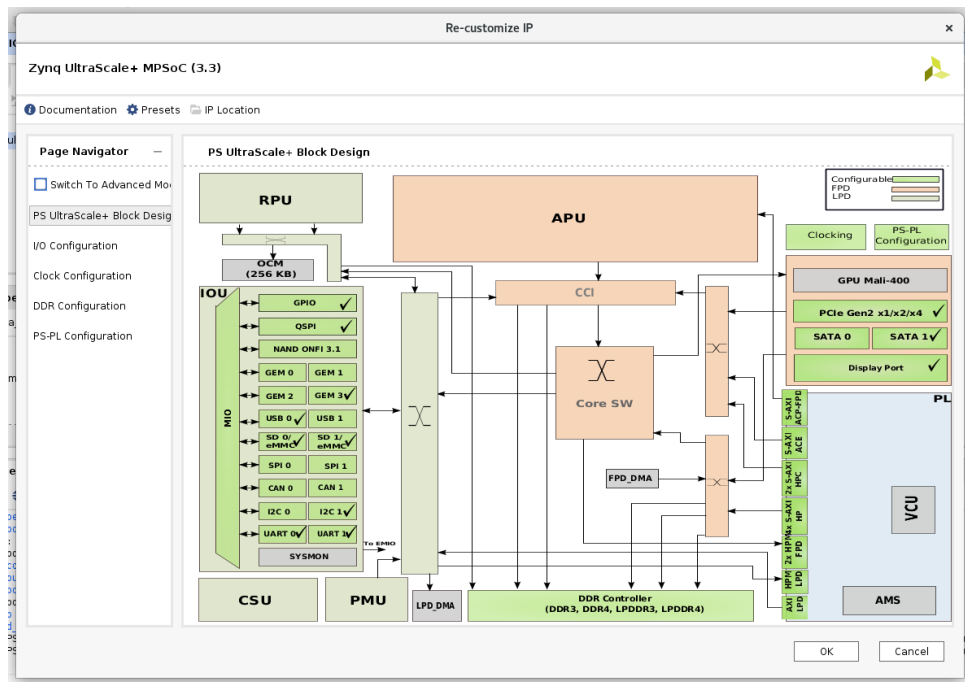 Re-customize IP
×
Zynq UltraScale+ MPSoC (3.3)
Documentation
Presets
IP Location
Page Navigator
—
Switch To Advanced Mo
PS UltraScale+ Block Desig
I/O Configuration
Clock Configuration
DDR Configuration
PS-PL Configuration
PS UltraScale+ Block Design
Configurable
FPD
LPD
RPU
APU
Clocking
PS-PL
Configuration
OCM
(256 KB)
CCI
GPU Mali-400
PCIe Gen2 x1/x2/x4
SATA 0
SATA 1
Display Port
IOU
MIO
GPIO
QSPI
NAND ONFI 3.1
GEM 0
GEM 1
GEM 2
GEM 3
USB 0
USB 1
SD 0/
eMMC
SD 1/
eMMC
SPI 0
SPI 1
CAN 0
CAN 1
I2C 0
I2C 1
UART 0
UART 1
SYSMON
To EMIO
Core SW
FPD_DMA
PL
S-AXI
ACP-FPD
S-AXI
ACE
2x S-AXI
HPC
4x S-AXI
HP
2x HPM
FPD
HPM
LPD
AXI
LPD
VCU
AMS
CSU
PMU
LPD_DMA
DDR Controller
(DDR3, DDR4, LPDDR3, LPDDR4)
OK
Cancel